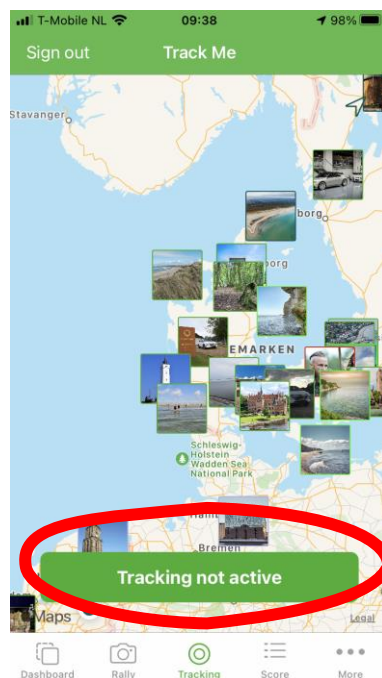 T-Mobile NL 09:38 98%
Sign out Track Me
Stavanger
borg
borg
EMARKEN
Schleswig-
Holstein
Wadden Sea
National Park
Bremen
Tracking not active
Maps Legal
Dashboard Rally Tracking Score More